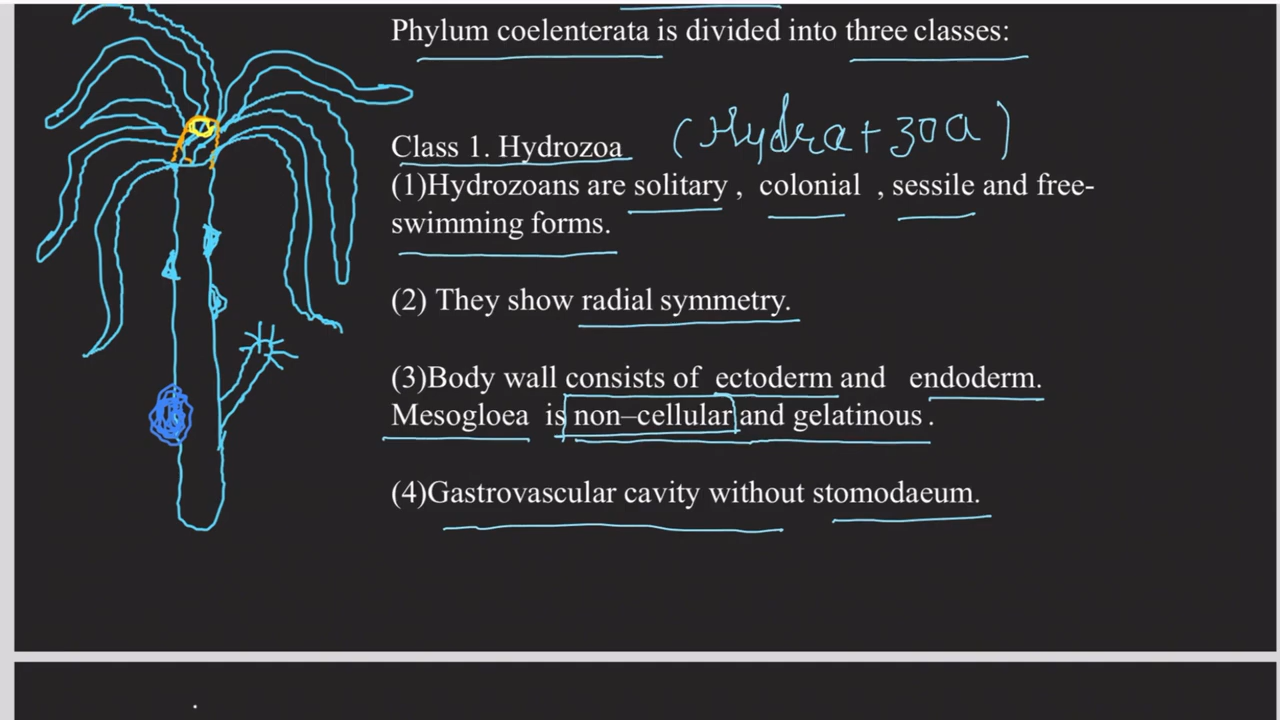 Phylum coelenterata is divided into three classes:
Class 1. Hydrozoa (Hydra+zoa)
(1)Hydrozoans are solitary , colonial , sessile and free-
swimming forms.
(2) They show radial symmetry.
(3)Body wall consists of ectoderm and endoderm.
Mesogloea is non–cellular and gelatinous .
(4)Gastrovascular cavity without stomodaeum.